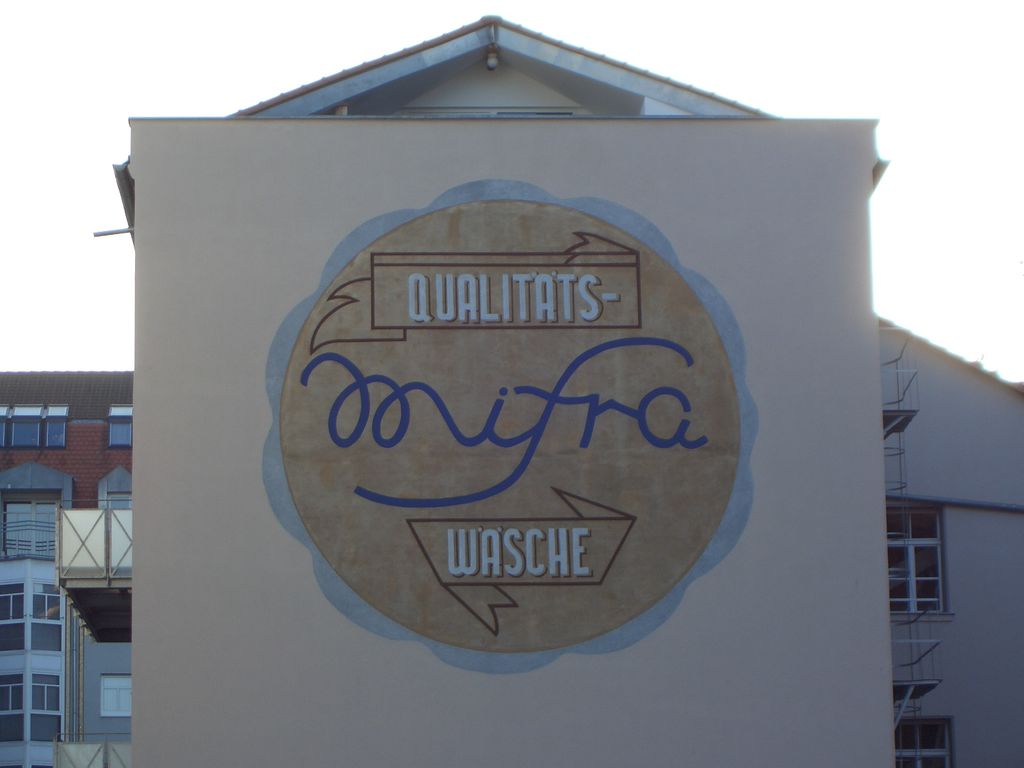 QUALITÄTS-
mifra
WÄSCHE